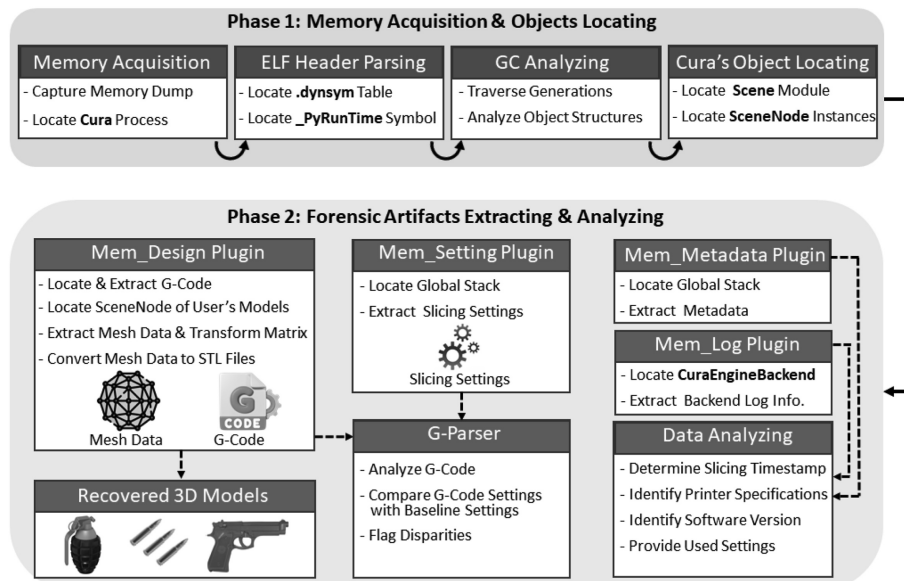 Phase 1: Memory Acquisition & Objects Locating
Memory Acquisition
- Capture Memory Dump
- Locate Cura Process
ELF Header Parsing
- Locate .dynsym Table
- Locate _PyRunTime Symbol
GC Analyzing
- Traverse Generations
- Analyze Object Structures
Cura's Object Locating
- Locate Scene Module
- Locate SceneNode Instances
Phase 2: Forensic Artifacts Extracting & Analyzing
Mem_Design Plugin
- Locate & Extract G-Code
- Locate SceneNode of User's Models
- Extract Mesh Data & Transform Matrix
- Convert Mesh Data to STL Files
Mesh Data
CODE
G-Code
Recovered 3D Models
Mem_Setting Plugin
- Locate Global Stack
- Extract Slicing Settings
Slicing Settings
G-Parser
- Analyze G-Code
- Compare G-Code Settings
with Baseline Settings
- Flag Disparities
Mem_Metadata Plugin
- Locate Global Stack
- Extract Metadata
Mem_Log Plugin
- Locate CuraEngineBackend
- Extract Backend Log Info.
Data Analyzing
- Determine Slicing Timestamp
- Identify Printer Specifications
- Identify Software Version
- Provide Used Settings